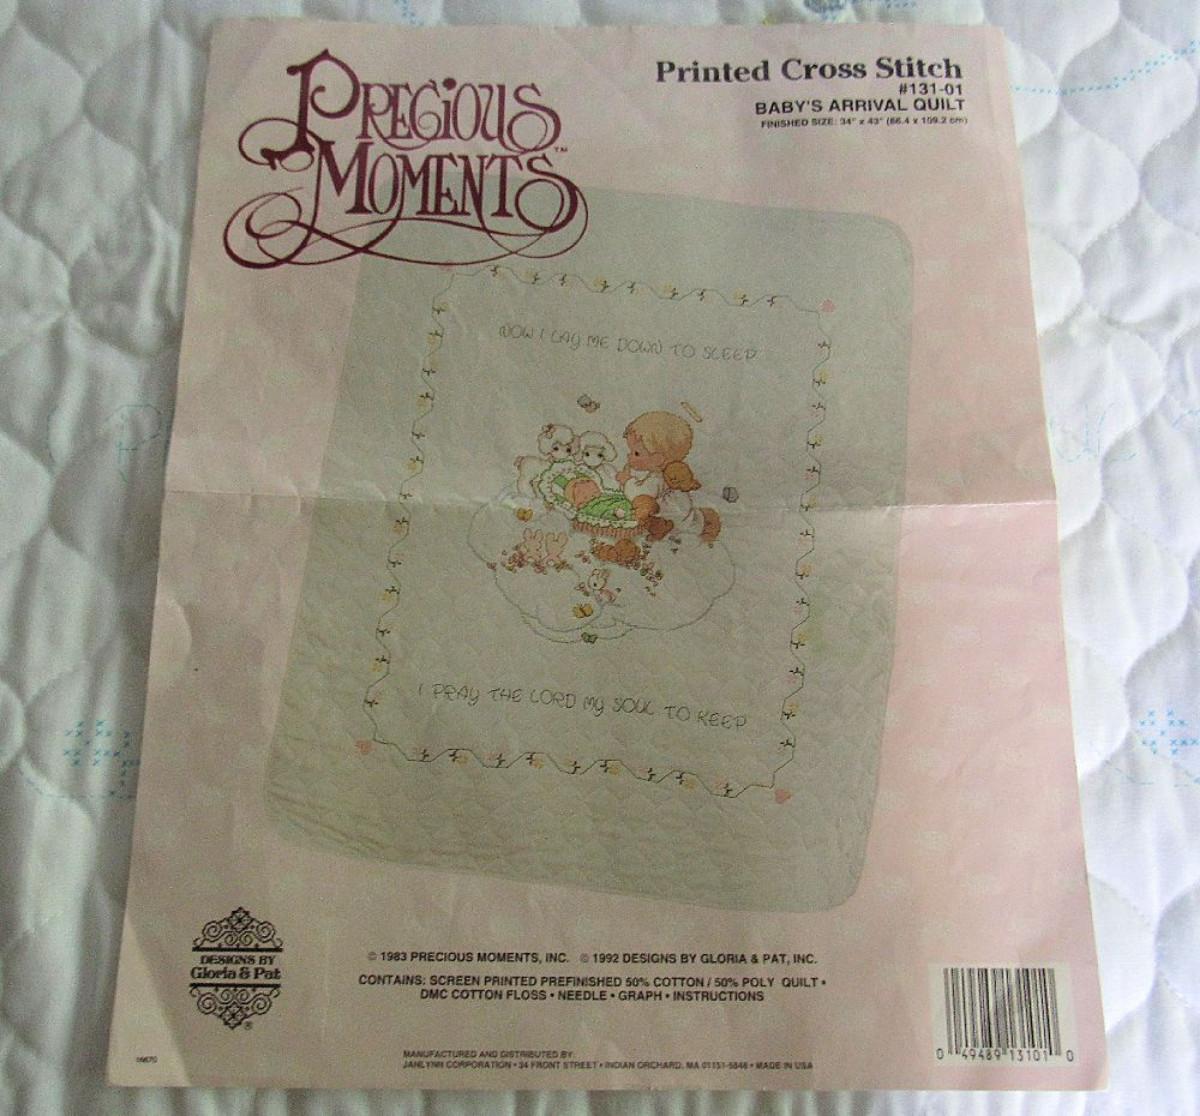 PRECIOUS
MOMENTS™
Printed Cross Stitch
#131-01
BABY'S ARRIVAL QUILT
FINISHED SIZE: 34" x 43" (86.4 x 109.2 cm)
NOW I LAY ME DOWN TO SLEEP
I PRAY THE LORD MY SOUL TO KEEP
DESIGNS BY
Gloria & Pat
®
© 1983 PRECIOUS MOMENTS, INC. © 1992 DESIGNS BY GLORIA & PAT, INC.
CONTAINS: SCREEN PRINTED PREFINISHED 50% COTTON / 50% POLY QUILT •
DMC COTTON FLOSS • NEEDLE • GRAPH • INSTRUCTIONS
MANUFACTURED AND DISTRIBUTED BY:
JANLYNN CORPORATION • 34 FRONT STREET • INDIAN ORCHARD, MA 01151-5848 • MADE IN USA
0 49489 13101 0